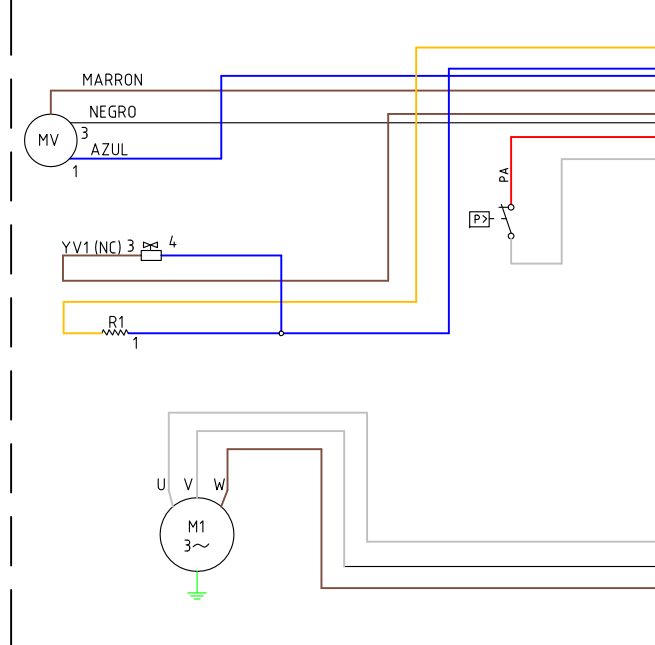 MARRON
NEGRO
MV
3
AZUL
1
PA
P>
YV1 (NC) 3
4
R1
1
U V W
M1
3~